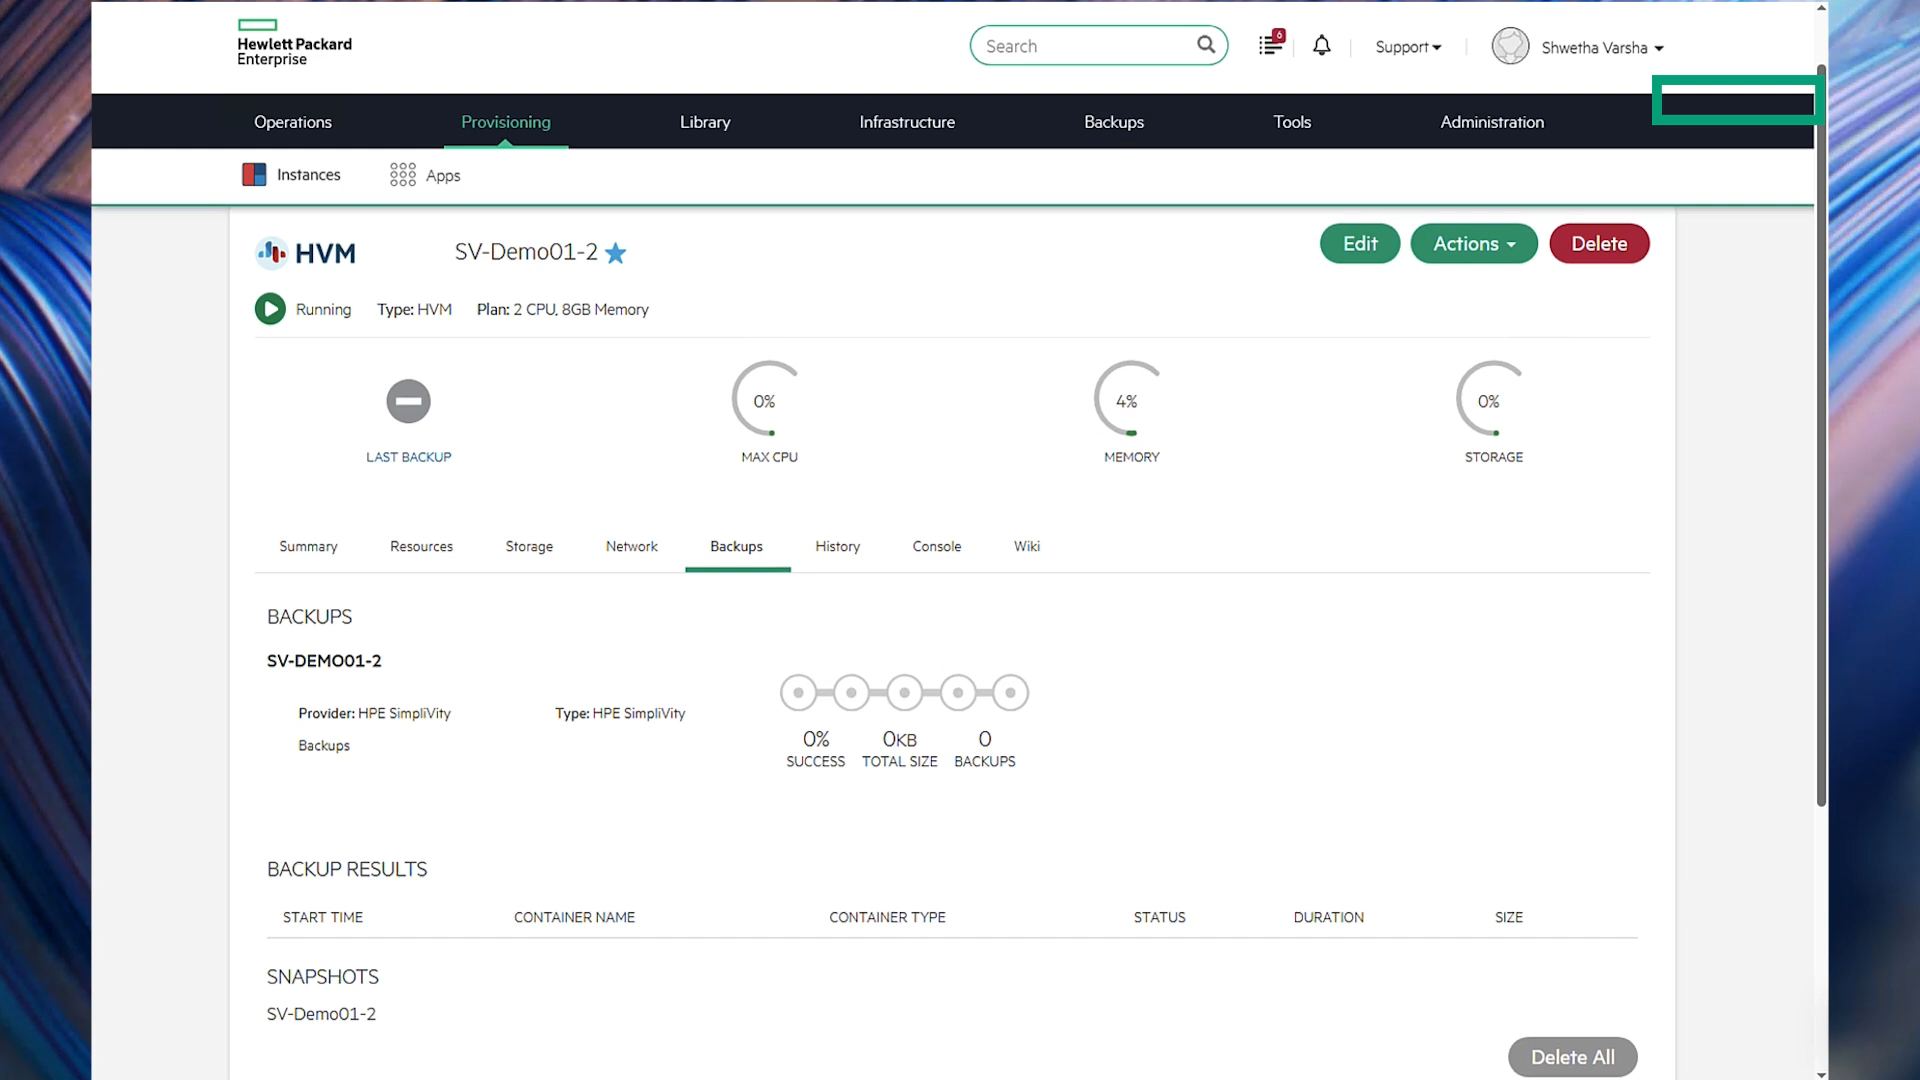 Hewlett Packard
Enterprise
Search
6
Support
Shwetha Varsha
Operations
Provisioning
Library
Infrastructure
Backups
Tools
Administration
Instances
Apps
HVM
SV-Demo01-2
Edit
Actions
Delete
Running
Type: HVM
Plan: 2 CPU, 8GB Memory
0%
4%
0%
LAST BACKUP
MAX CPU
MEMORY
STORAGE
Summary
Resources
Storage
Network
Backups
History
Console
Wiki
BACKUPS
SV-DEMO01-2
Provider: HPE SimpliVity
Backups
Type: HPE SimpliVity
0%
SUCCESS
0KB
TOTAL SIZE
0
BACKUPS
BACKUP RESULTS
START TIME
CONTAINER NAME
CONTAINER TYPE
STATUS
DURATION
SIZE
SNAPSHOTS
SV-Demo01-2
Delete All